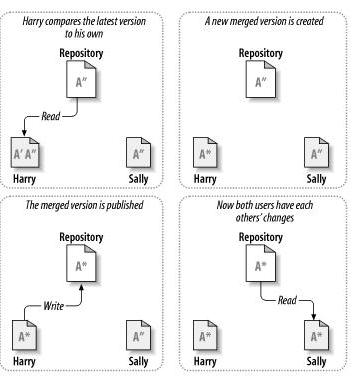 Harry compares the latest version
to his own
Repository
A"
Read
A' A"
A"
Harry
Sally
A new merged version is created
Repository
A"
A*
A"
Harry
Sally
The merged version is published
Repository
A*
Write
A*
A"
Harry
Sally
Now both users have each
others' changes
Repository
A*
Read
A*
A*
Harry
Sally